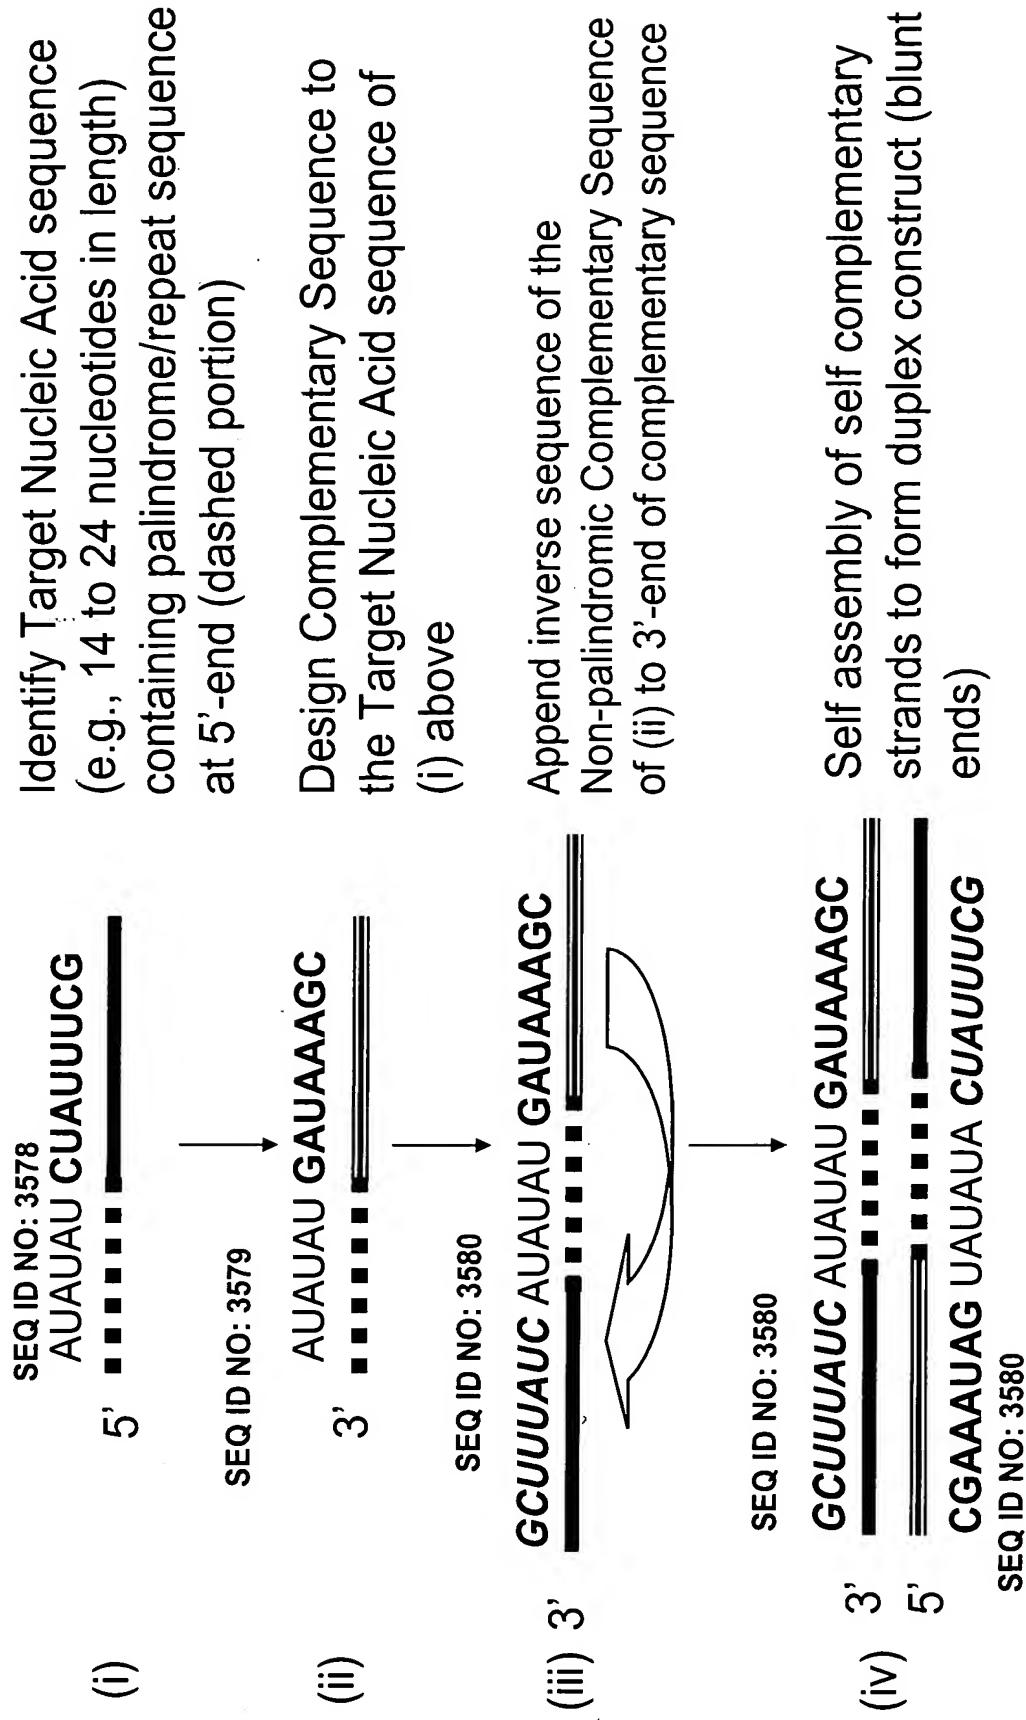 SEQ ID NO: 3578
(i) 5' AUAUAU CUAUUUCG
Identify Target Nucleic Acid sequence
(e.g., 14 to 24 nucleotides in length)
containing palindrome/repeat sequence
at 5'-end (dashed portion)
SEQ ID NO: 3579
(ii) 3' AUAUAU GAUAAAGC
Design Complementary Sequence to
the Target Nucleic Acid sequence of
(i) above
SEQ ID NO: 3580
(iii) 3' GCUUUAUC AUAUAU GAUAAAGC
Append inverse sequence of the
Non-palindromic Complementary Sequence
of (ii) to 3'-end of complementary sequence
SEQ ID NO: 3580
(iv) 3' GCUUUAUC AUAUAU GAUAAAGC
5' CGAAAUAG UAUAUA CUAUUUCG
SEQ ID NO: 3580
Self assembly of self complementary
strands to form duplex construct (blunt
ends)